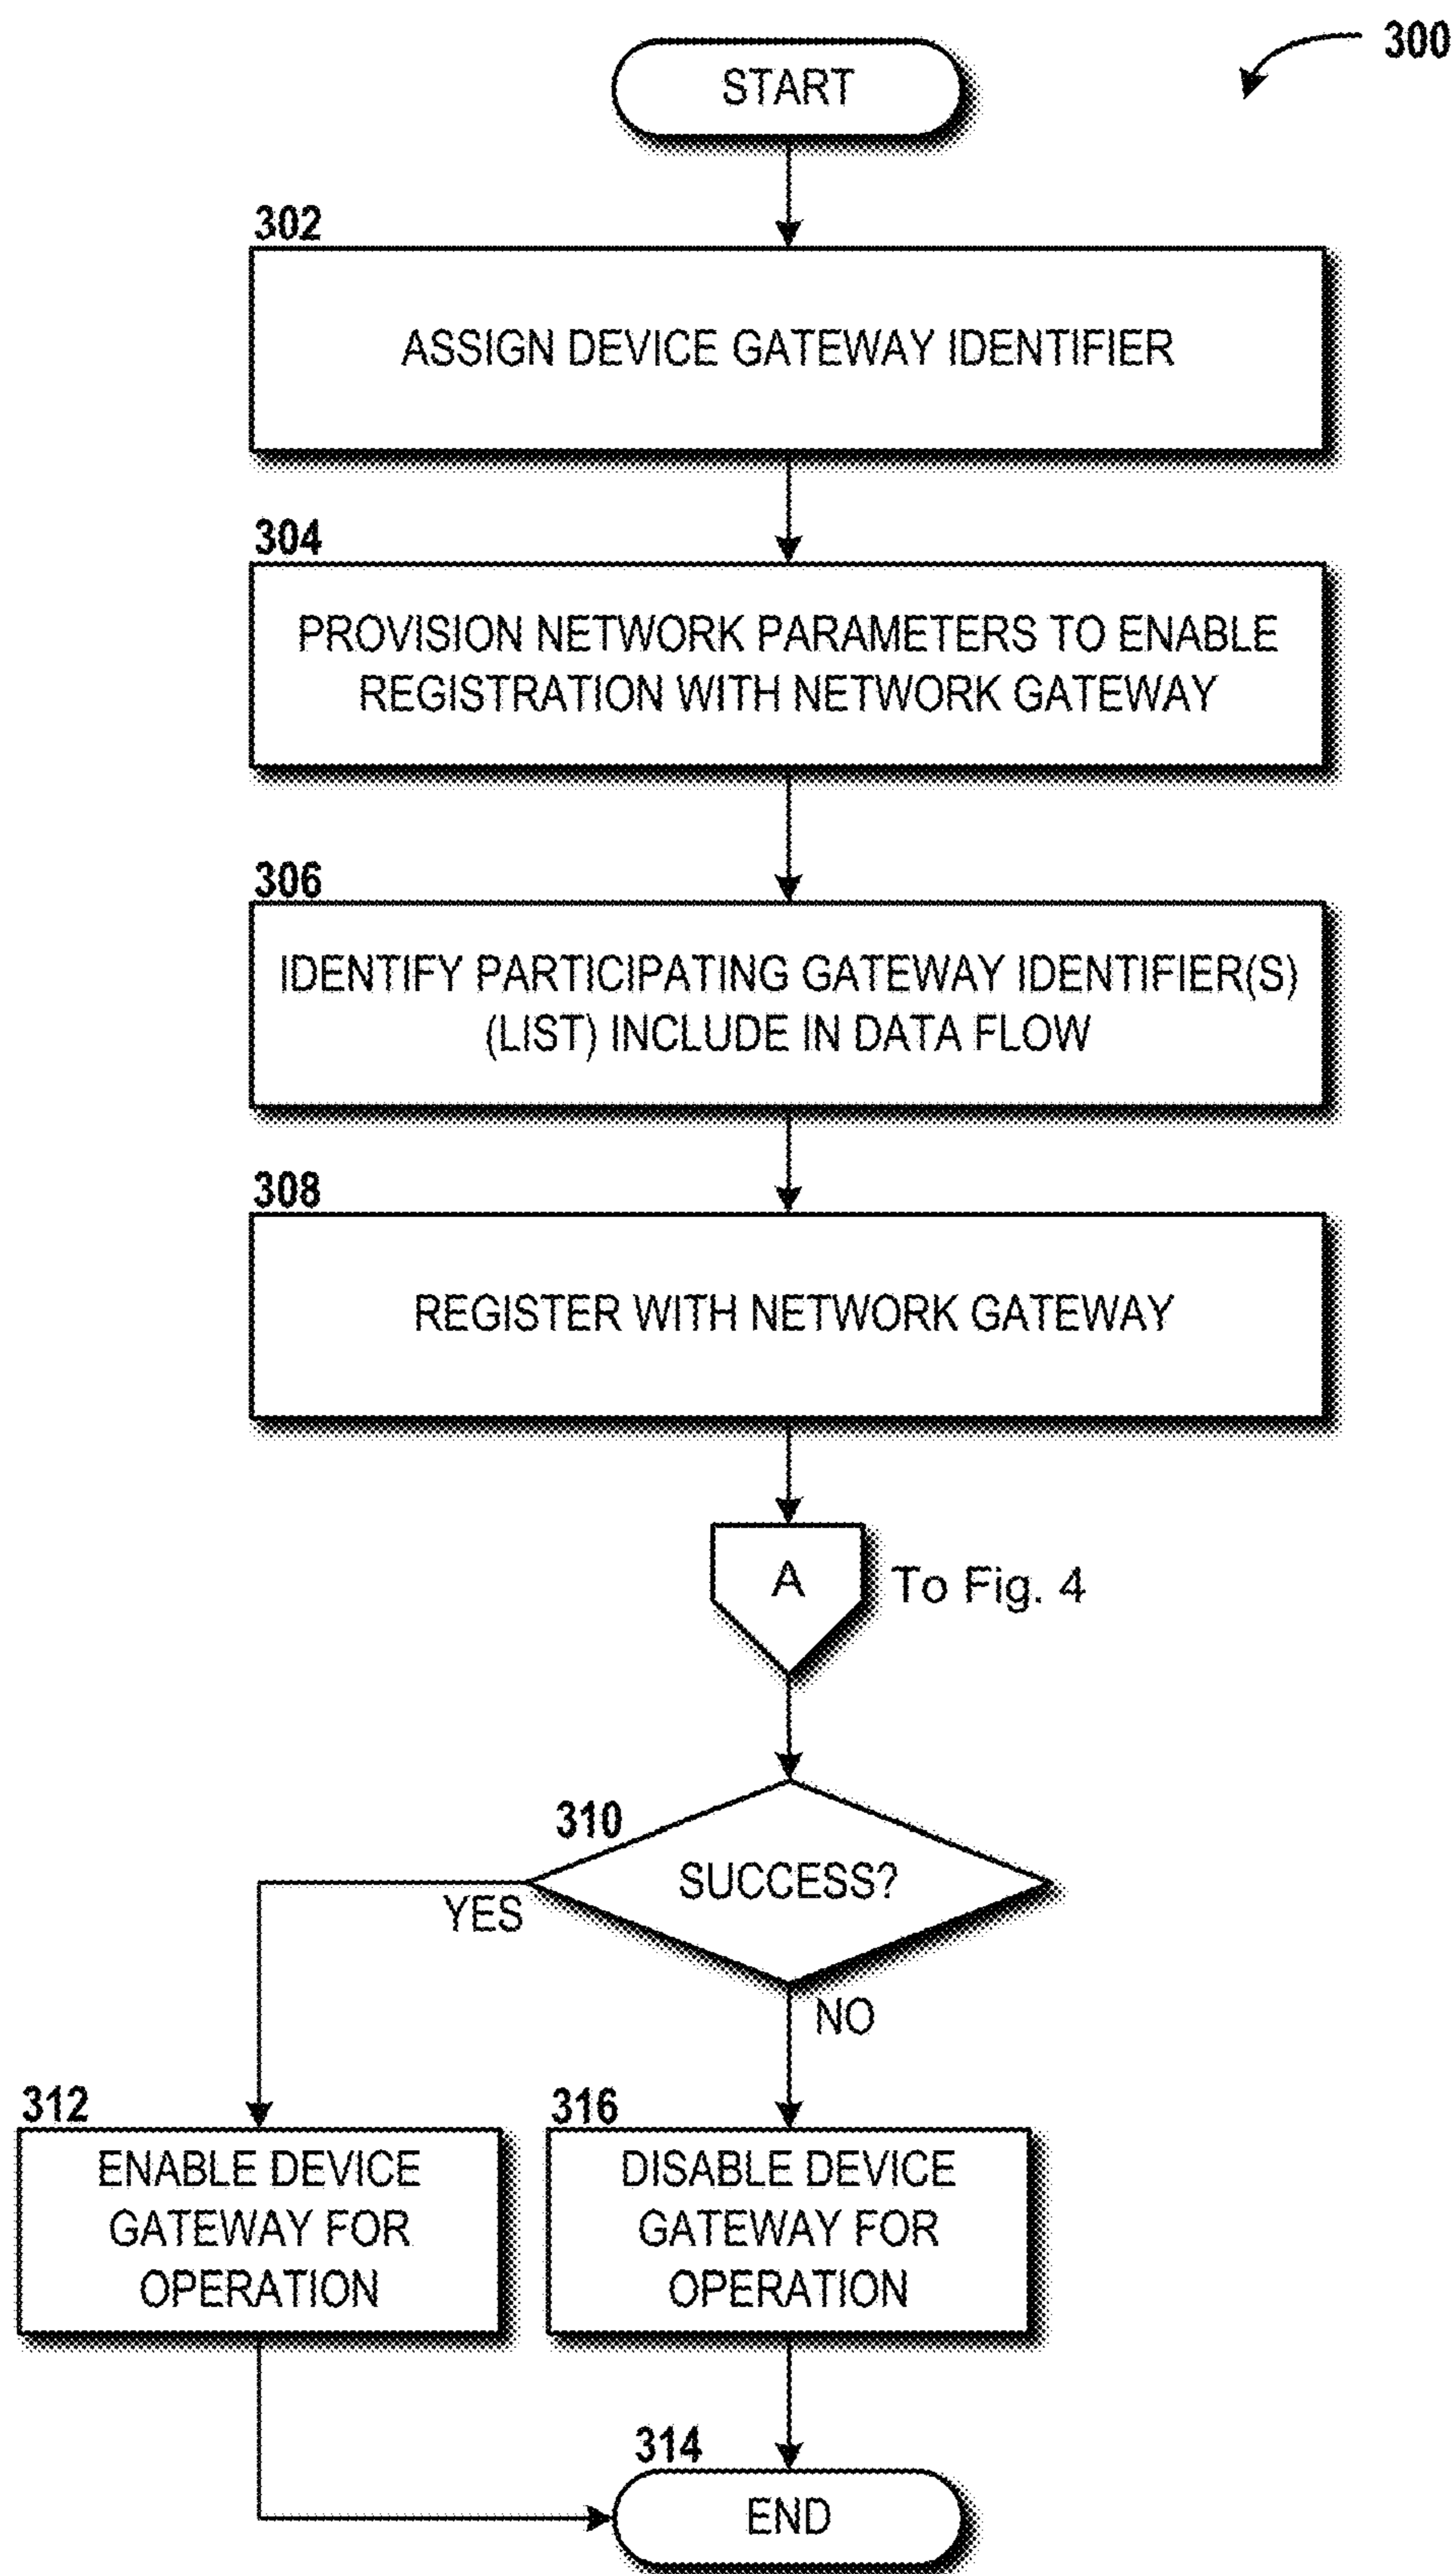 300
START
302
ASSIGN DEVICE GATEWAY IDENTIFIER
304
PROVISION NETWORK PARAMETERS TO ENABLE
REGISTRATION WITH NETWORK GATEWAY
306
IDENTIFY PARTICIPATING GATEWAY IDENTIFIER(S)
(LIST) INCLUDE IN DATA FLOW
308
REGISTER WITH NETWORK GATEWAY
A
To Fig. 4
310
SUCCESS?
YES
NO
312
ENABLE DEVICE
GATEWAY FOR
OPERATION
316
DISABLE DEVICE
GATEWAY FOR
OPERATION
314
END